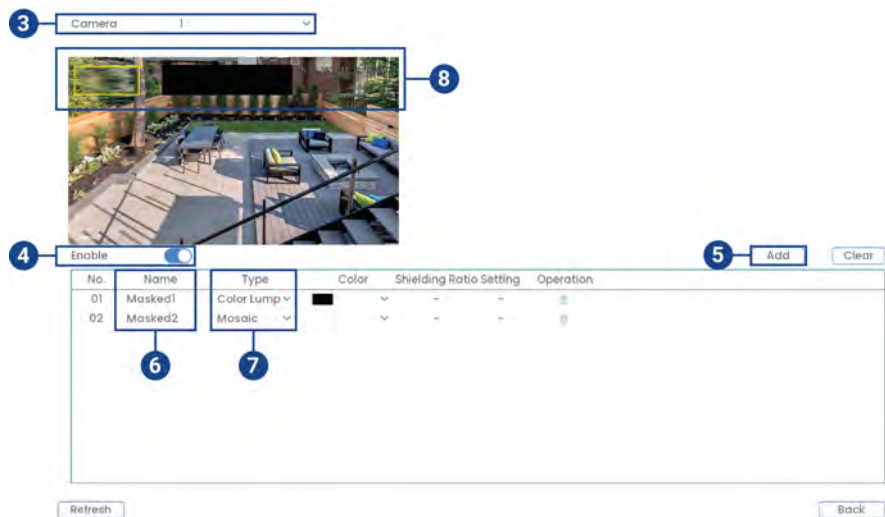 3 Camera 1
8
4 Enable 5 Add Clear
No. Name Type Color Shielding Ratio Setting Operation
01 Masked1 Color Lump - -
02 Masked2 Mosaic - -
6 7
Refresh Back